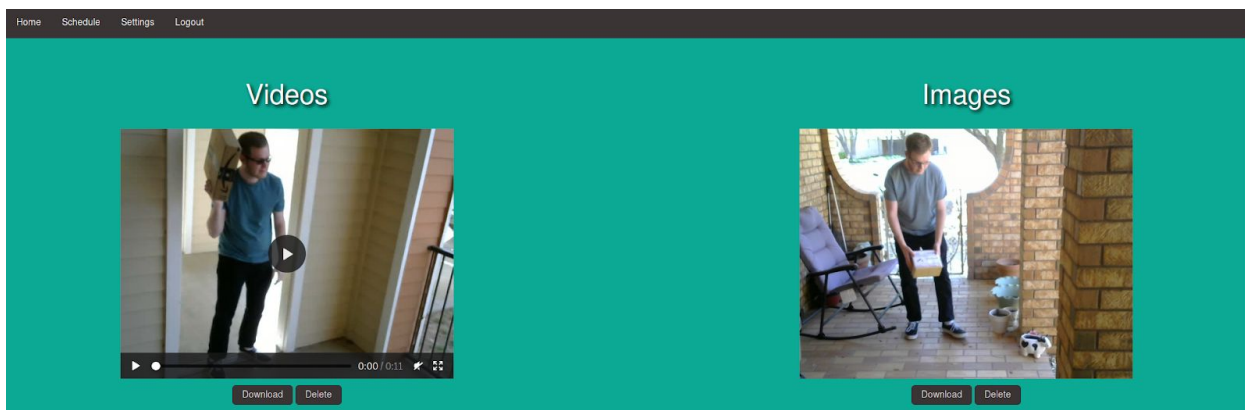 Home Schedule Settings Logout
Videos
Images
0:00 / 0:11
Download Delete
Download Delete